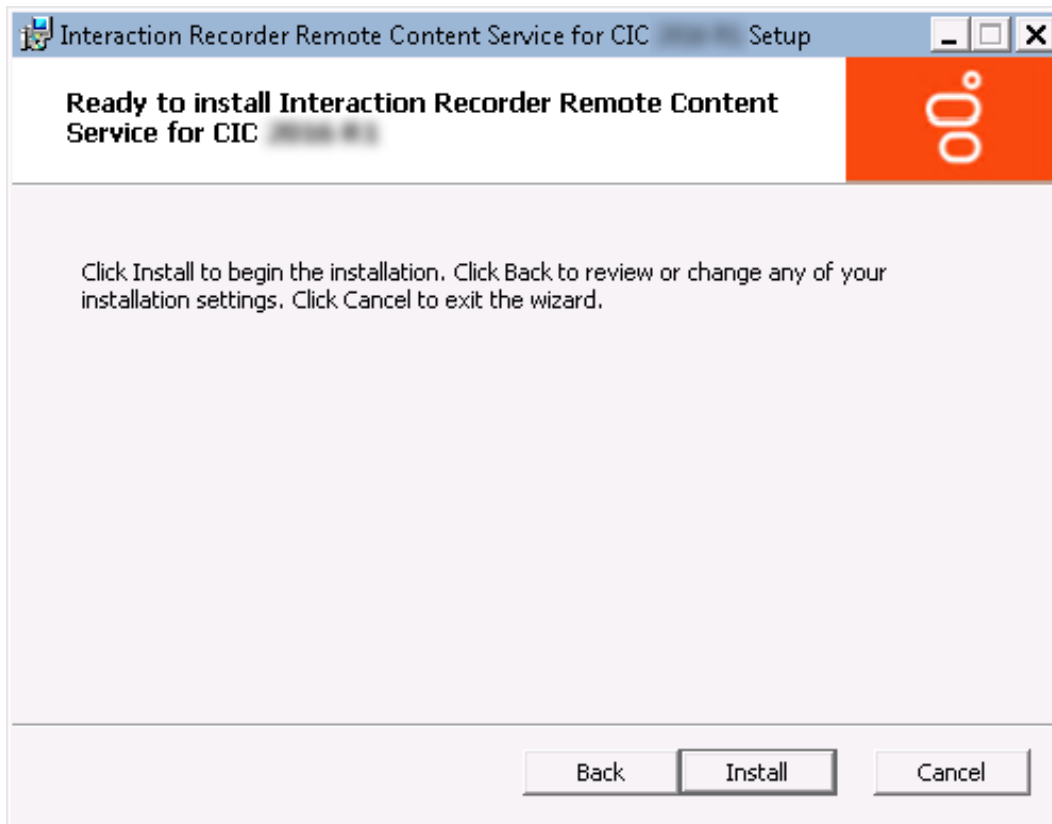 Interaction Recorder Remote Content Service for CIC Setup
Ready to install Interaction Recorder Remote Content
Service for CIC
Click Install to begin the installation. Click Back to review or change any of your
installation settings. Click Cancel to exit the wizard.
Back Install Cancel